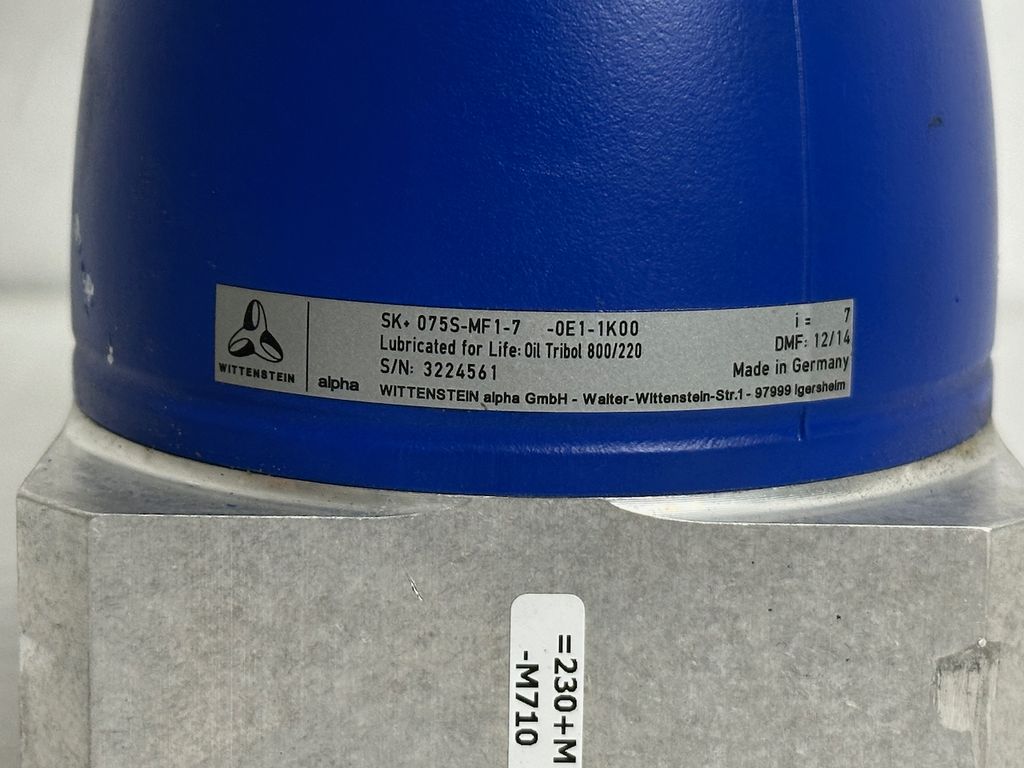 WITTENSTEIN
alpha
SK+ 075S-MF1-7 -0E1-1K00
Lubricated for Life: Oil Tribol 800/220
S/N: 3224561
WITTENSTEIN alpha GmbH - Walter-Wittenstein-Str.1 - 97999 Igersheim
i = 7
DMF: 12/14
Made in Germany
=230+M
-M710